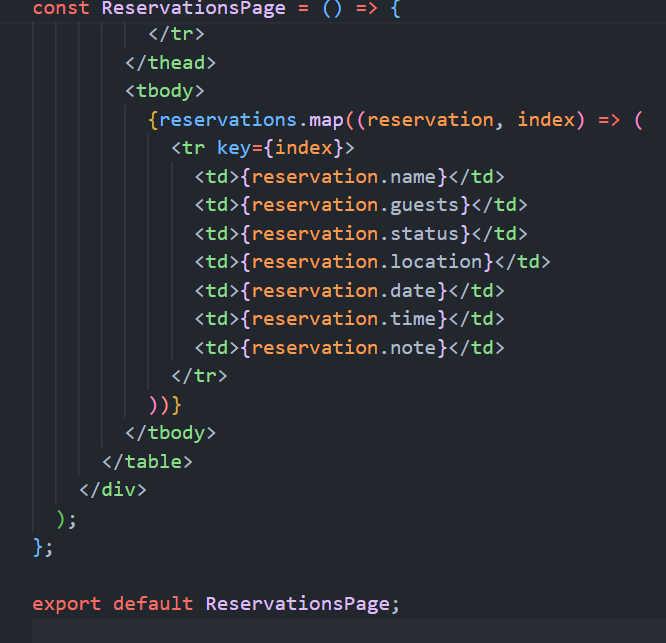 const ReservationsPage = () => {
</tr>
</thead>
<tbody>
{reservations.map((reservation, index) => (
<tr key={index}>
<td>{reservation.name}</td>
<td>{reservation.guests}</td>
<td>{reservation.status}</td>
<td>{reservation.location}</td>
<td>{reservation.date}</td>
<td>{reservation.time}</td>
<td>{reservation.note}</td>
</tr>
))}
</tbody>
</table>
</div>
);
};
export default ReservationsPage;